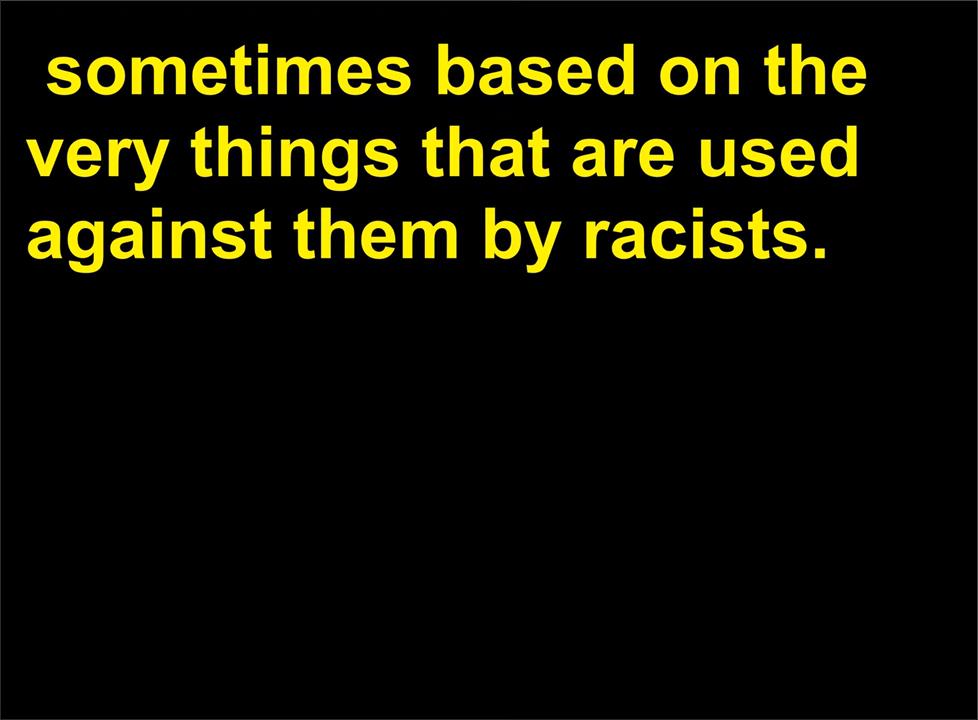 sometimes based on the
very things that are used
against them by racists.